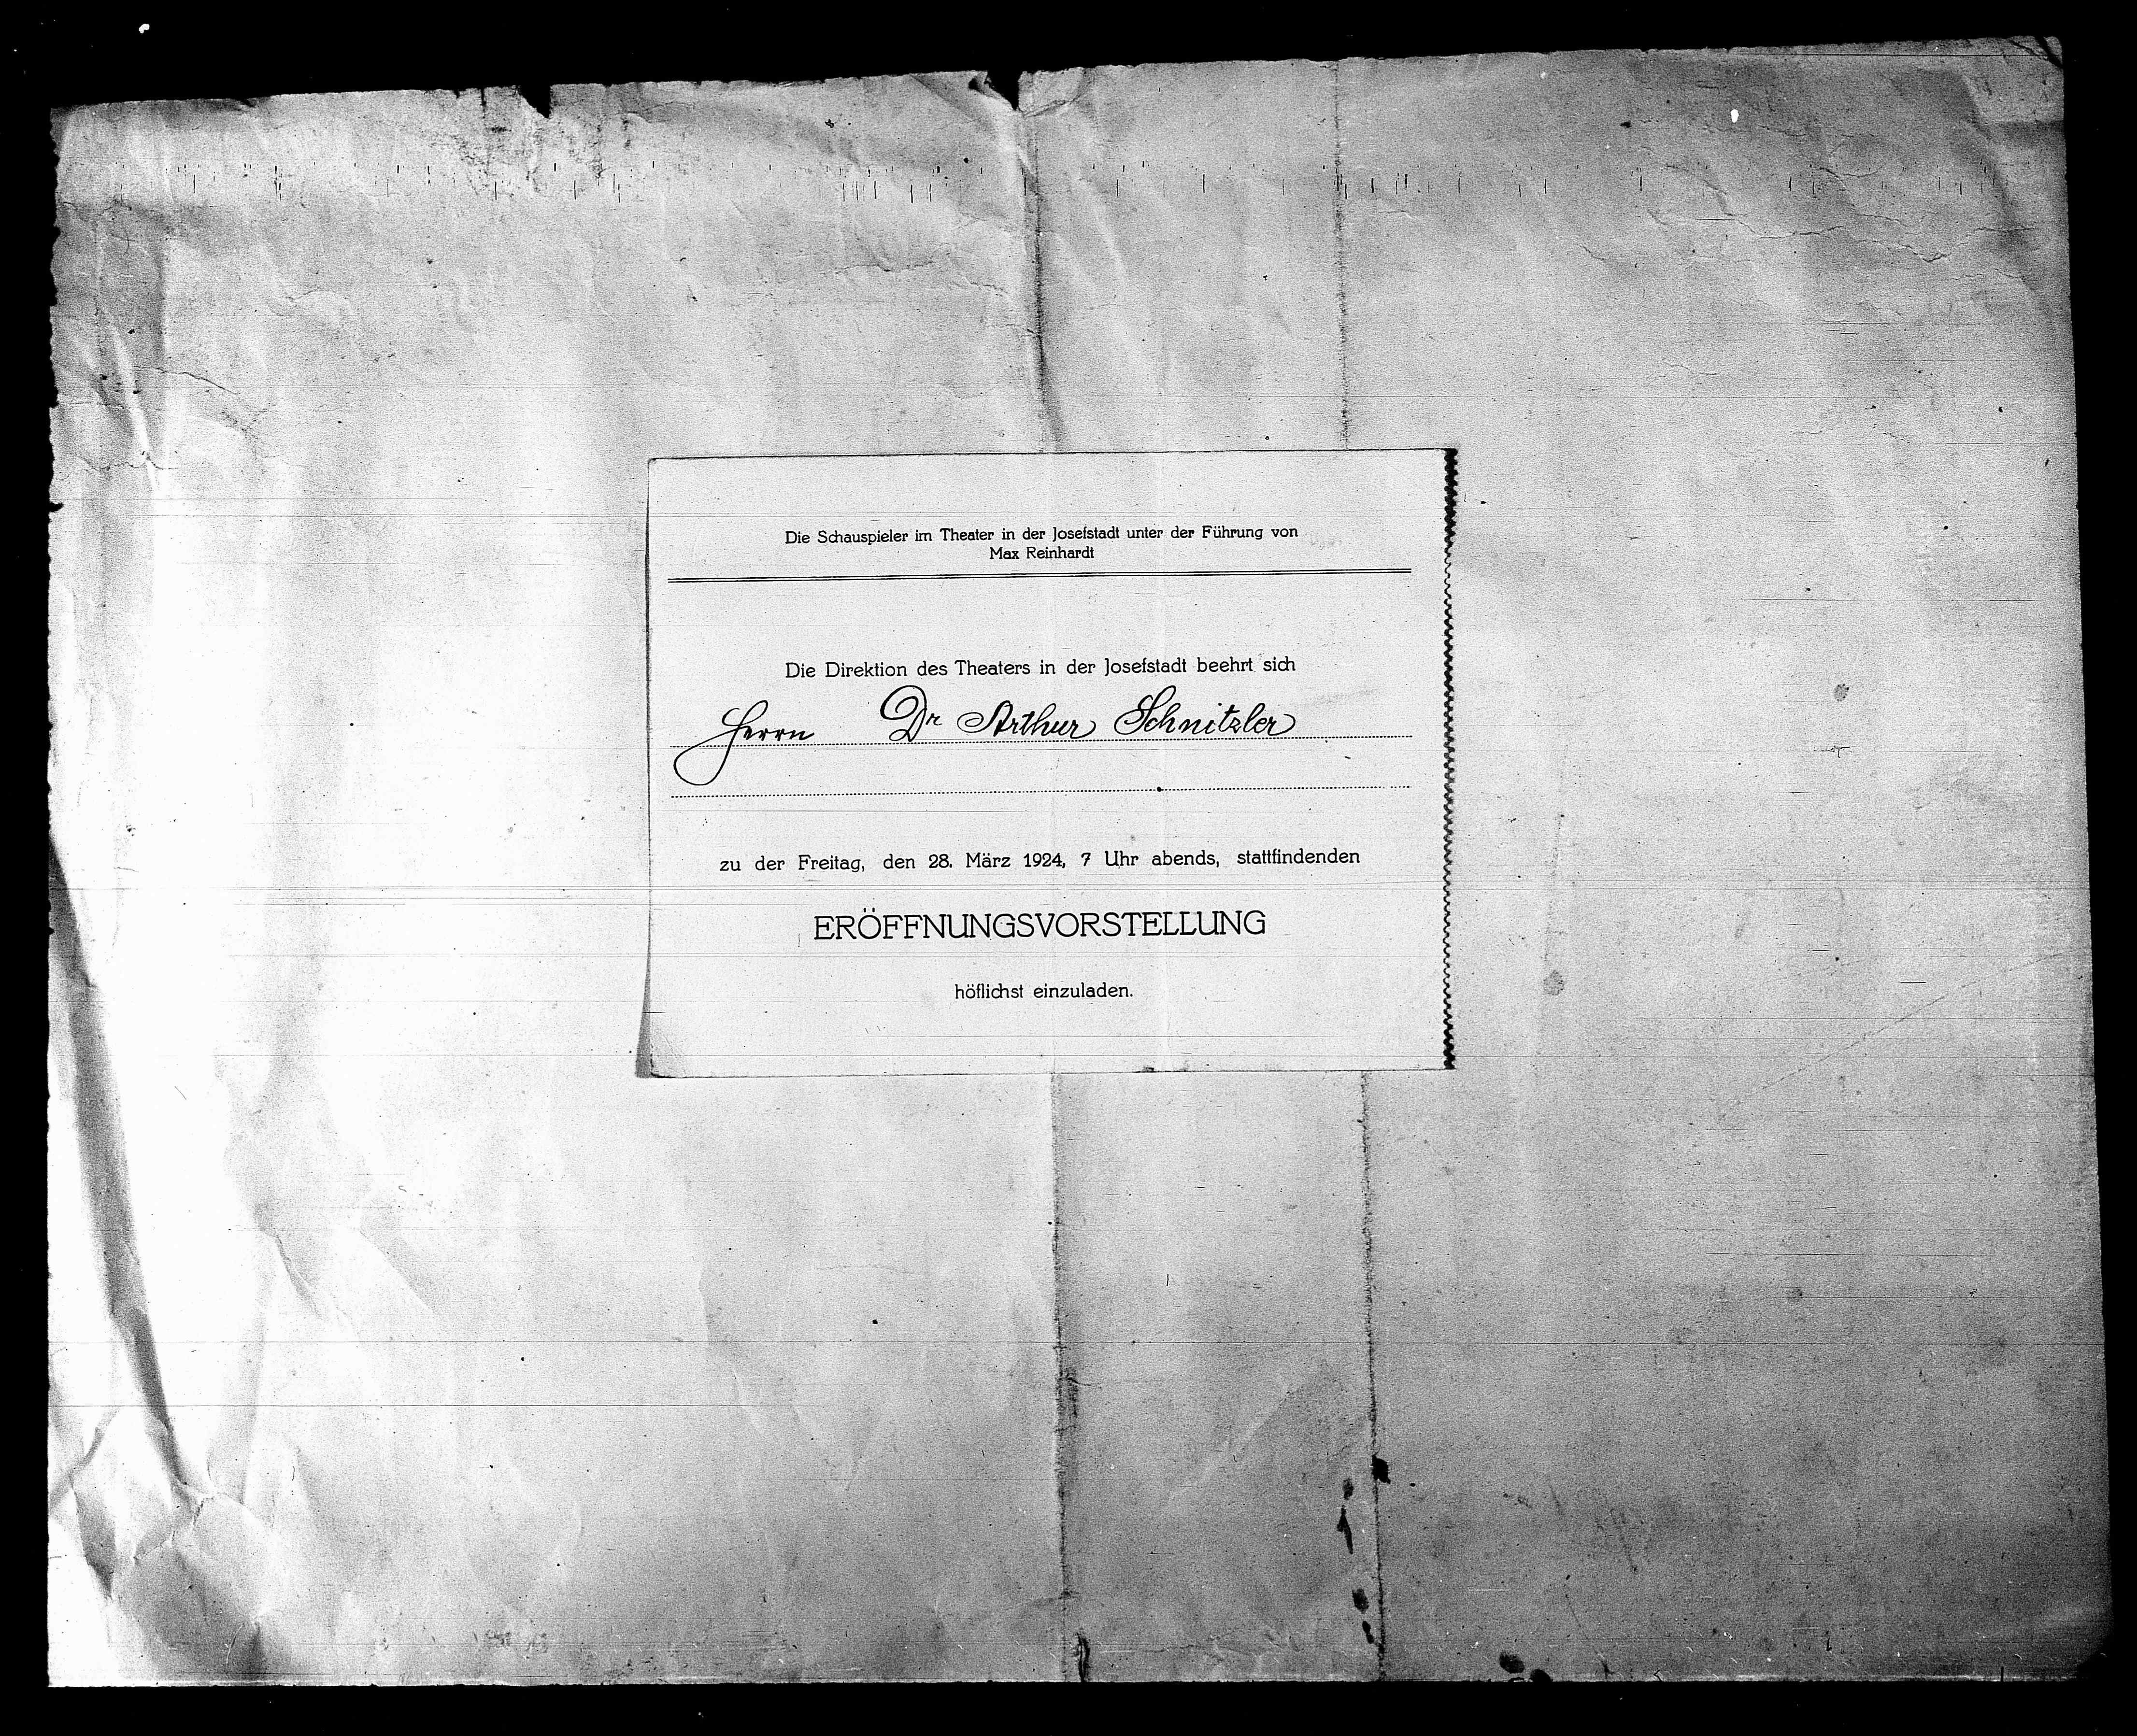 Die Schauspieler im Theater in der Josefstadt unter der Führung von
Max Reinhardt
Die Direktion des Theaters in der Josefstadt beehrt sich
Herrn Dr Arthur Schnitzler
zu der Freitag, den 28. März 1924, 7 Uhr abends, stattfindenden
ERÖFFNUNGSVORSTELLUNG
höflichst einzuladen.